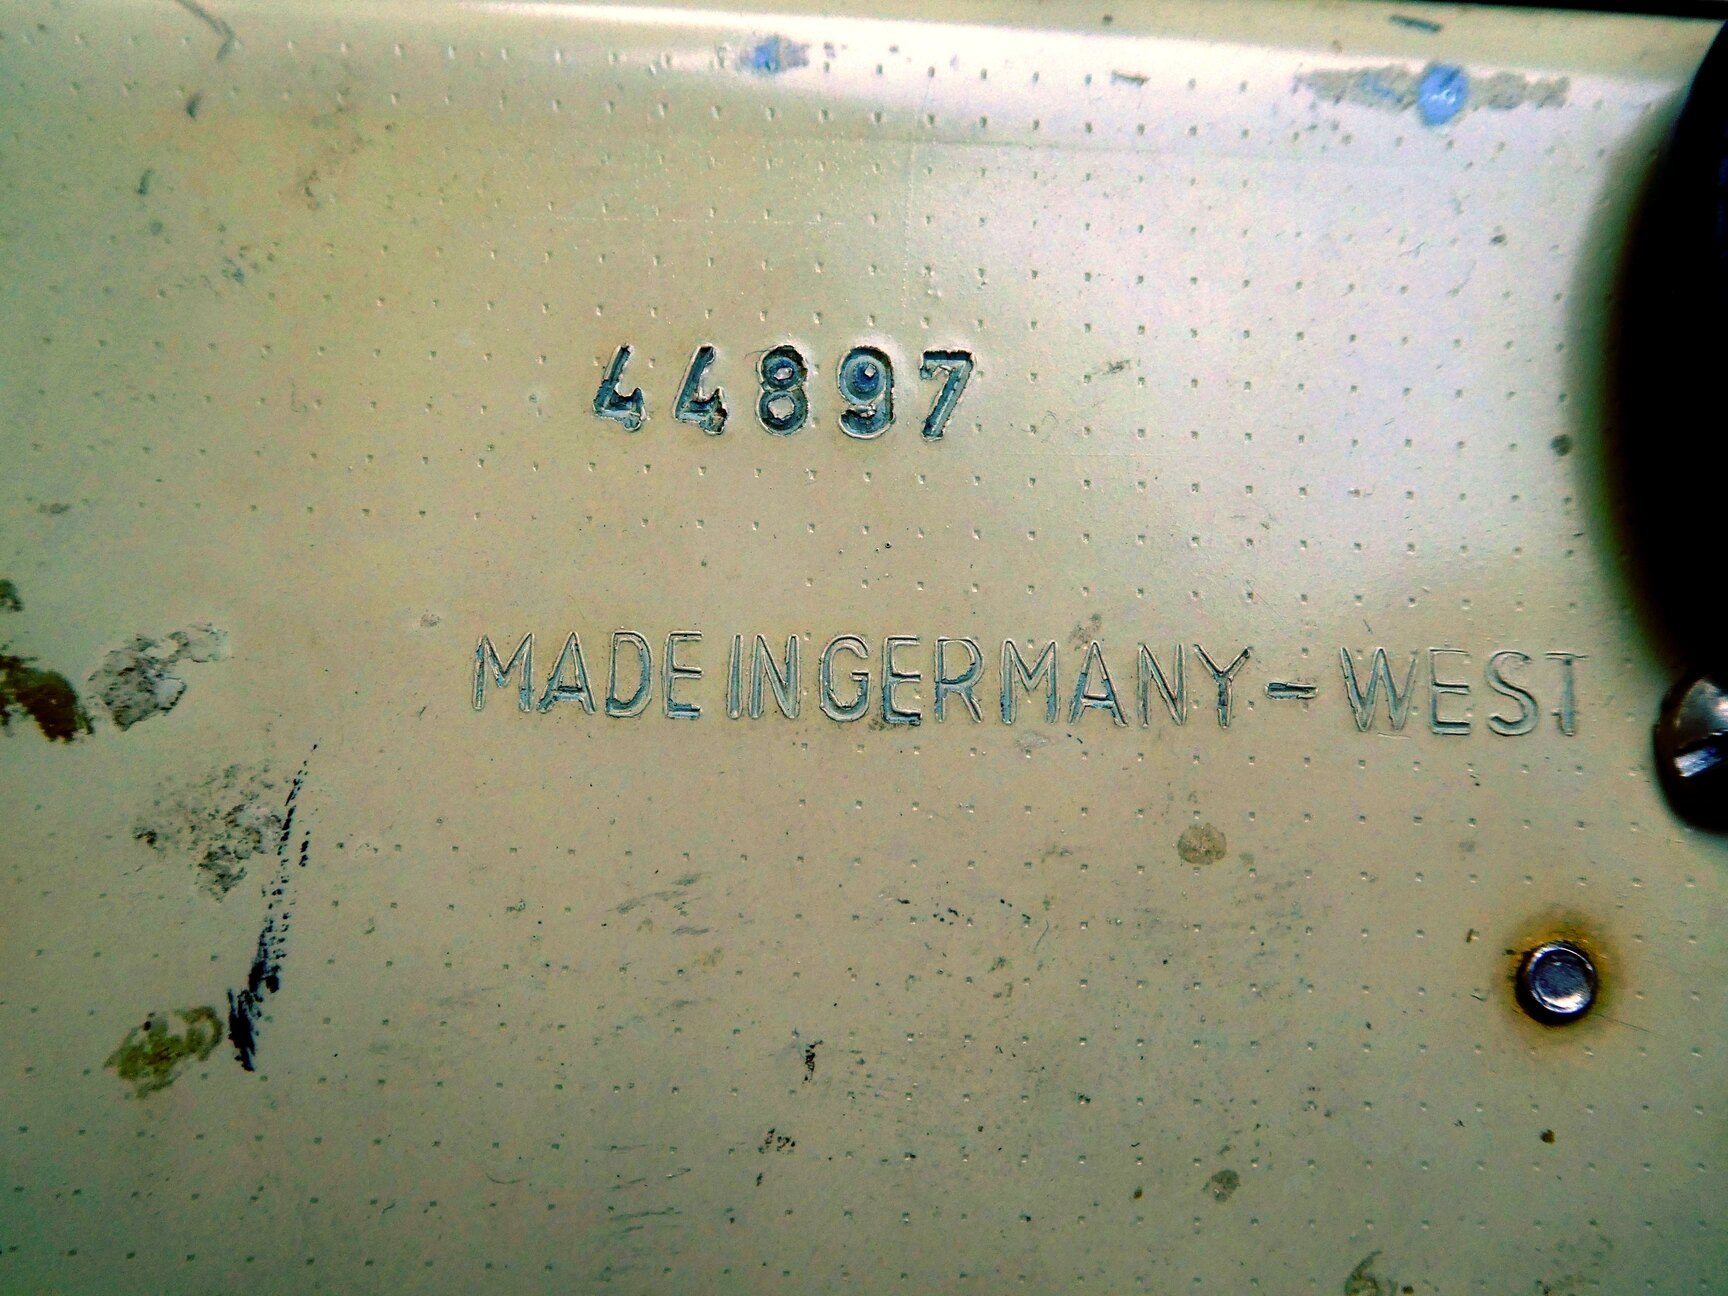 44897
MADE IN GERMANY - WEST